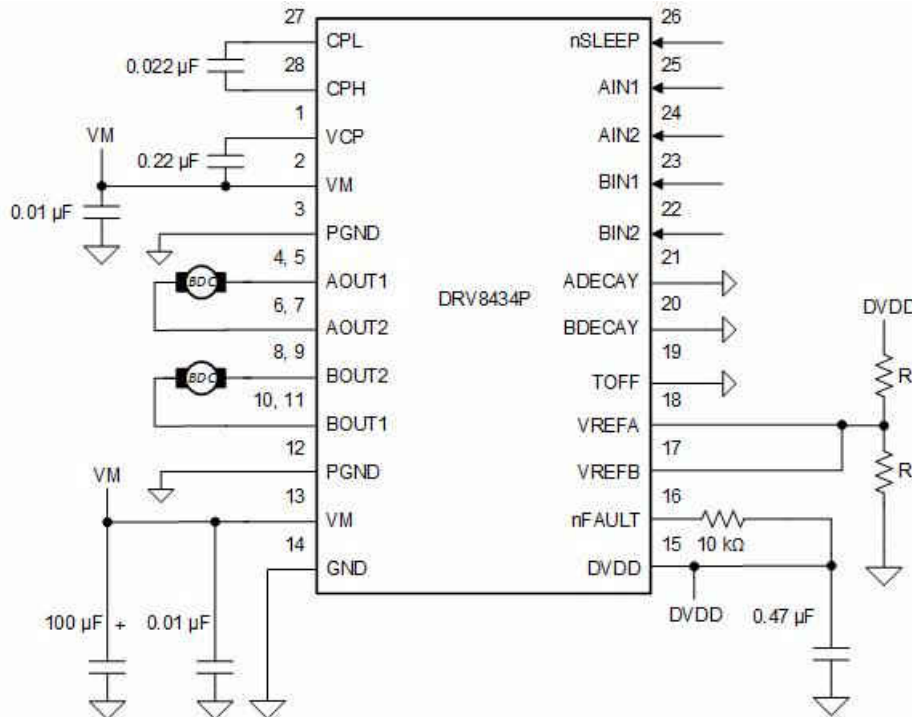 27
CPL
0.022 µF
28
CPH
1
VCP
VM
0.22 µF
2
VM
0.01 µF
3
PGND
4, 5
BDC
AOUT1
6, 7
AOUT2
8, 9
BDC
BOUT2
10, 11
BOUT1
12
PGND
VM
13
VM
14
GND
100 µF +
0.01 µF
DRV8434P
26
nSLEEP
25
AIN1
24
AIN2
23
BIN1
22
BIN2
21
ADECAY
20
BDECAY
19
TOFF
18
VREFA
17
VREFB
16
nFAULT
10 kΩ
15
DVDD
DVDD
0.47 µF
DVDD
R
R